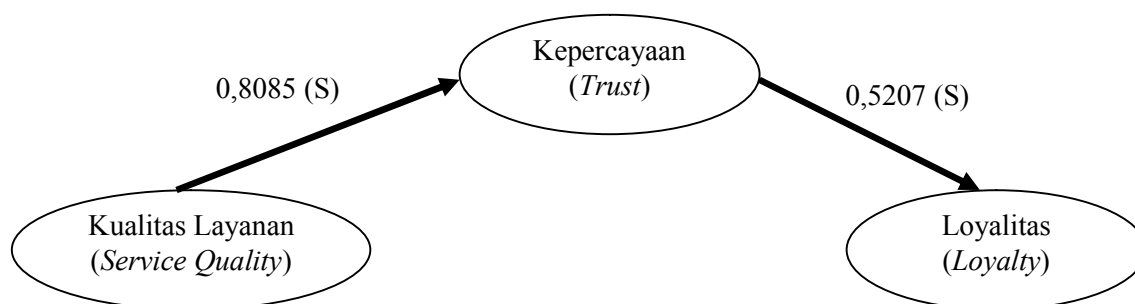 Kepercayaan
(Trust)
0,8085 (S)
0,5207 (S)
Kualitas Layanan
(Service Quality)
Loyalitas
(Loyalty)